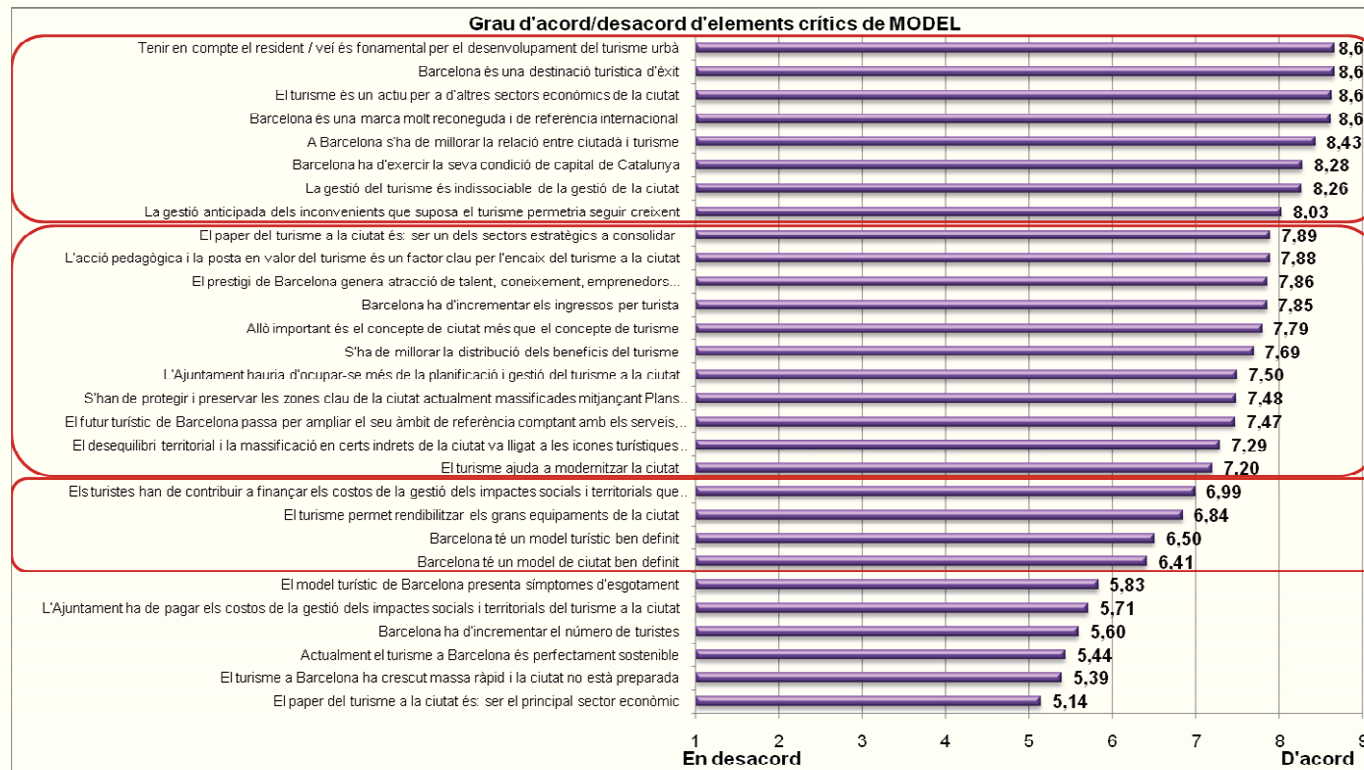 Grau d'acord/desacord d'elements crítics de MODEL
Tenir en compte el resident / veí és fonamental per el desenvolupament del turisme urbà 8,6
Barcelona és una destinació turística d'èxit 8,6
El turisme és un actiu per a d'altres sectors econòmics de la ciutat 8,6
Barcelona és una marca molt reconeguda i de referència internacional 8,6
A Barcelona s'ha de millorar la relació entre ciutadà i turisme 8,43
Barcelona ha d'exercir la seva condició de capital de Catalunya 8,28
La gestió del turisme és indissociable de la gestió de la ciutat 8,26
La gestió anticipada dels inconvenients que suposa el turisme permetria seguir creixent 8,03
El paper del turisme a la ciutat és: ser un dels sectors estratègics a consolidar 7,89
L'acció pedagògica i la posta en valor del turisme és un factor clau per l'encaix del turisme a la ciutat 7,88
El prestigi de Barcelona genera atracció de talent, coneixement, emprenedors... 7,86
Barcelona ha d'incrementar els ingressos per turista 7,85
Allò important és el concepte de ciutat més que el concepte de turisme 7,79
S'ha de millorar la distribució dels beneficis del turisme 7,69
L'Ajuntament hauria d'ocupar-se més de la planificació i gestió del turisme a la ciutat 7,50
S'han de protegir i preservar les zones clau de la ciutat actualment massificades mitjançant Plans.. 7,48
El futur turístic de Barcelona passa per ampliar el seu àmbit de referència comptant amb els serveis,.. 7,47
El desequilibri territorial i la massificació en certs indrets de la ciutat va lligat a les icones turístiques.. 7,29
El turisme ajuda a modernitzar la ciutat 7,20
Els turistes han de contribuir a finançar els costos de la gestió dels impactes socials i territorials que.. 6,99
El turisme permet rendibilitzar els grans equipaments de la ciutat 6,84
Barcelona té un model turístic ben definit 6,50
Barcelona té un model de ciutat ben definit 6,41
El model turístic de Barcelona presenta símptomes d'esgotament 5,83
L'Ajuntament ha de pagar els costos de la gestió dels impactes socials i territorials del turisme a la ciutat 5,71
Barcelona ha d'incrementar el número de turistes 5,60
Actualment el turisme a Barcelona és perfectament sostenible 5,44
El turisme a Barcelona ha crescut massa ràpid i la ciutat no està preparada 5,39
El paper del turisme a la ciutat és: ser el principal sector econòmic 5,14
1 2 3 4 5 6 7 8 9
En desacord D'acord